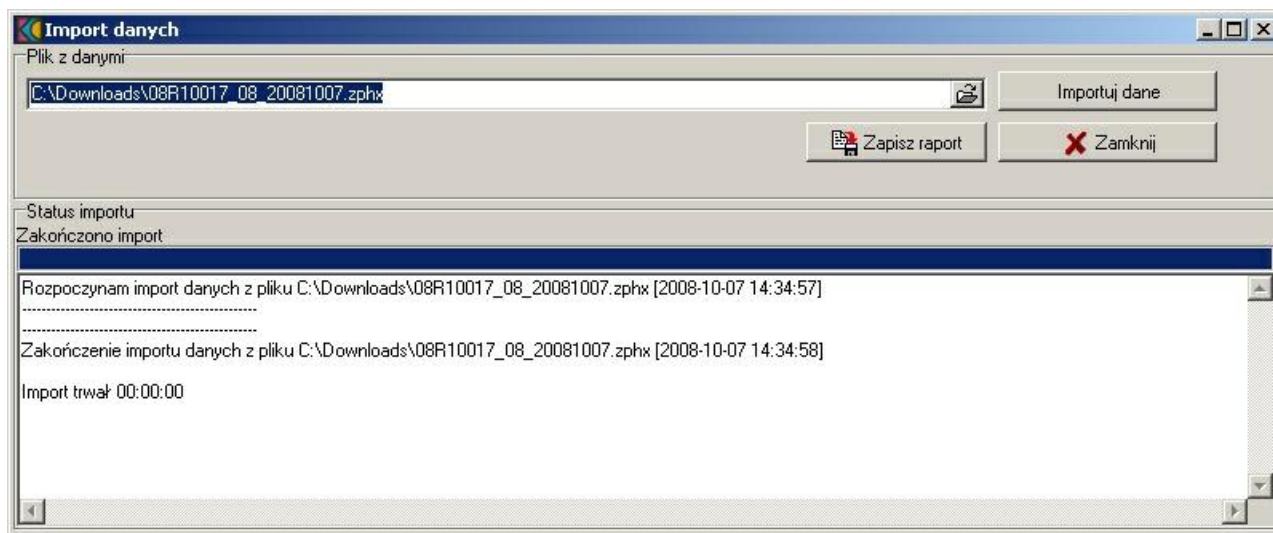 Import danych
Plik z danymi
C:\Downloads\08R10017_08_20081007.zphx
Importuj dane
Zapisz raport
Zamknij
Status importu
Zakończono import
Rozpoczynam import danych z pliku C:\Downloads\08R10017_08_20081007.zphx [2008-10-07 14:34:57]
------------------------------------------------
------------------------------------------------
Zakończenie importu danych z pliku C:\Downloads\08R10017_08_20081007.zphx [2008-10-07 14:34:58]
Import trwał 00:00:00